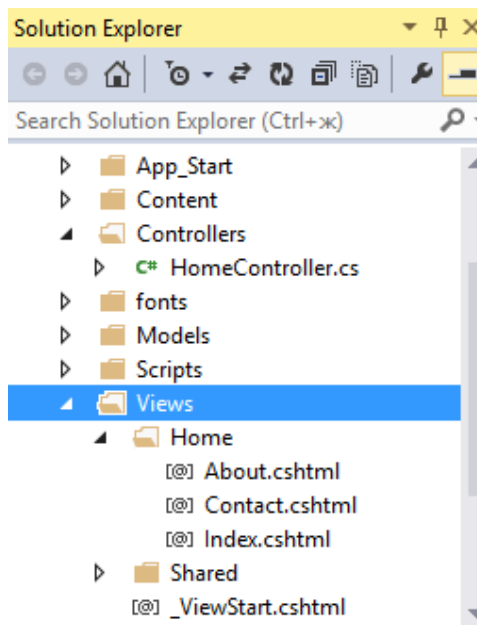 Solution Explorer
Search Solution Explorer (Ctrl+ж)
App_Start
Content
Controllers
C# HomeController.cs
fonts
Models
Scripts
Views
Home
[@] About.cshtml
[@] Contact.cshtml
[@] Index.cshtml
Shared
[@] _ViewStart.cshtml